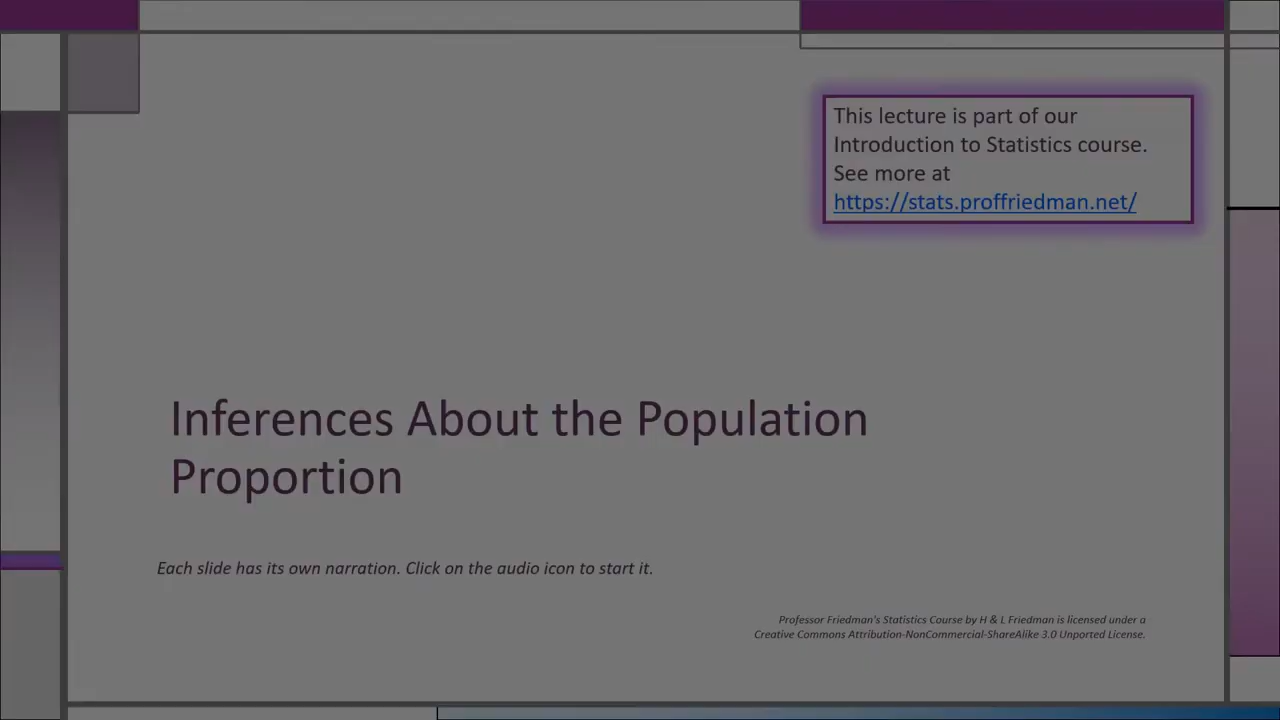 This lecture is part of our
Introduction to Statistics course.
See more at
https://stats.proffriedman.net/
Inferences About the Population
Proportion
Each slide has its own narration. Click on the audio icon to start it.
Professor Friedman's Statistics Course by H & L Friedman is licensed under a
Creative Commons Attribution-NonCommercial-ShareAlike 3.0 Unported License.